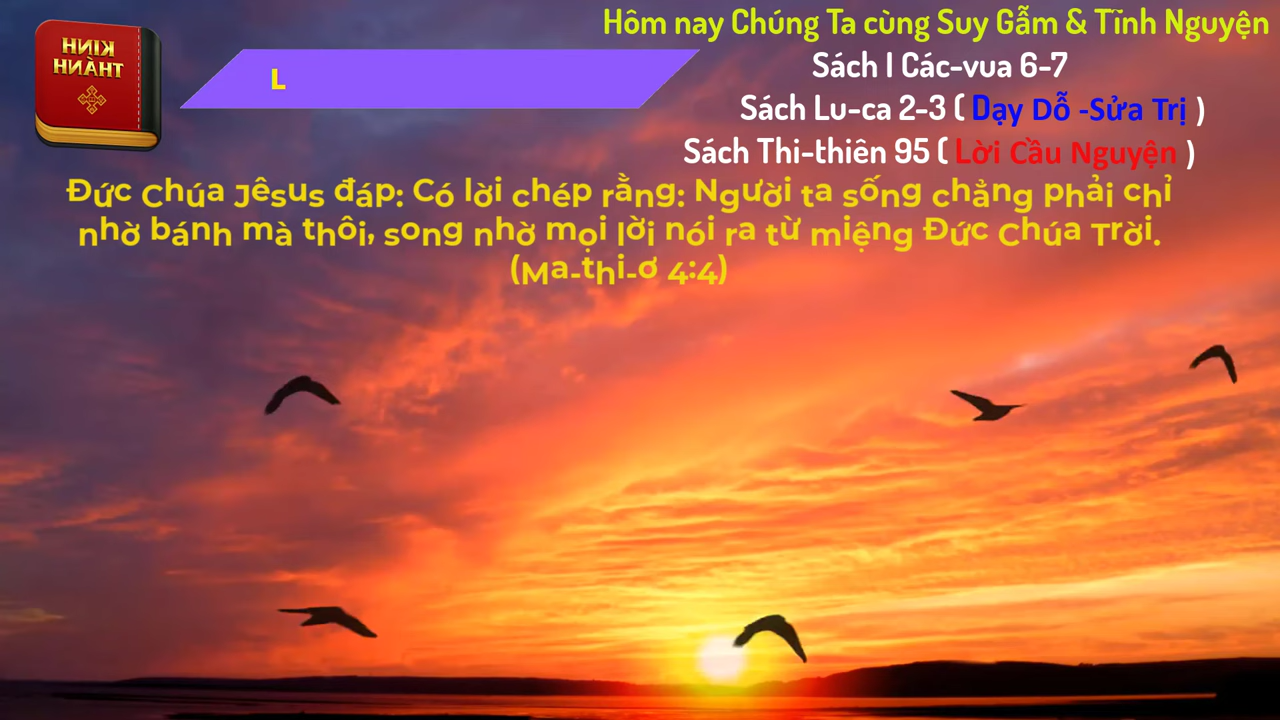 KINH
THÀNH
L
Hôm nay Chúng Ta cùng Suy Gẫm & Tĩnh Nguyện
Sách I Các-vua 6-7
Sách Lu-ca 2-3 ( Dạy Dỗ -Sửa Trị )
Sách Thi-thiên 95 ( Lời Cầu Nguyện )
Đức Chúa Jêsus đáp: Có lời chép rằng: Người ta sống chẳng phải chỉ
nhờ bánh mà thôi, song nhờ mọi lời nói ra từ miệng Đức Chúa Trời.
(Ma-thi-ơ 4:4)